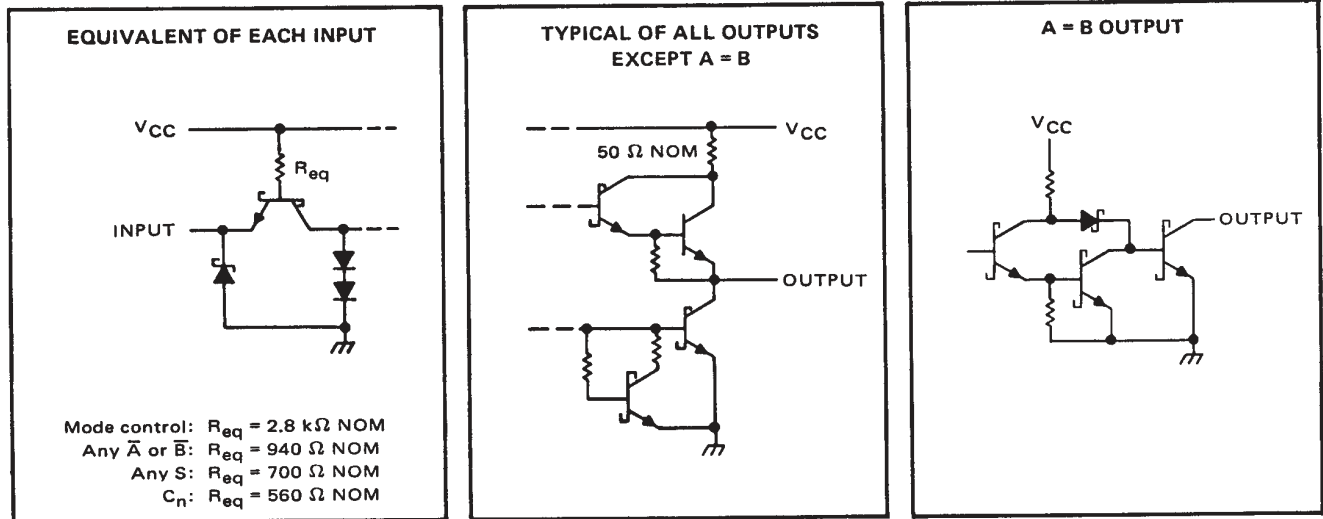 EQUIVALENT OF EACH INPUT
VCC
Req
INPUT
Mode control: Req = 2.8 kΩ NOM
Any A̅ or B̅: Req = 940 Ω NOM
Any S: Req = 700 Ω NOM
Cn: Req = 560 Ω NOM
TYPICAL OF ALL OUTPUTS
EXCEPT A = B
VCC
50 Ω NOM
OUTPUT
A = B OUTPUT
VCC
OUTPUT